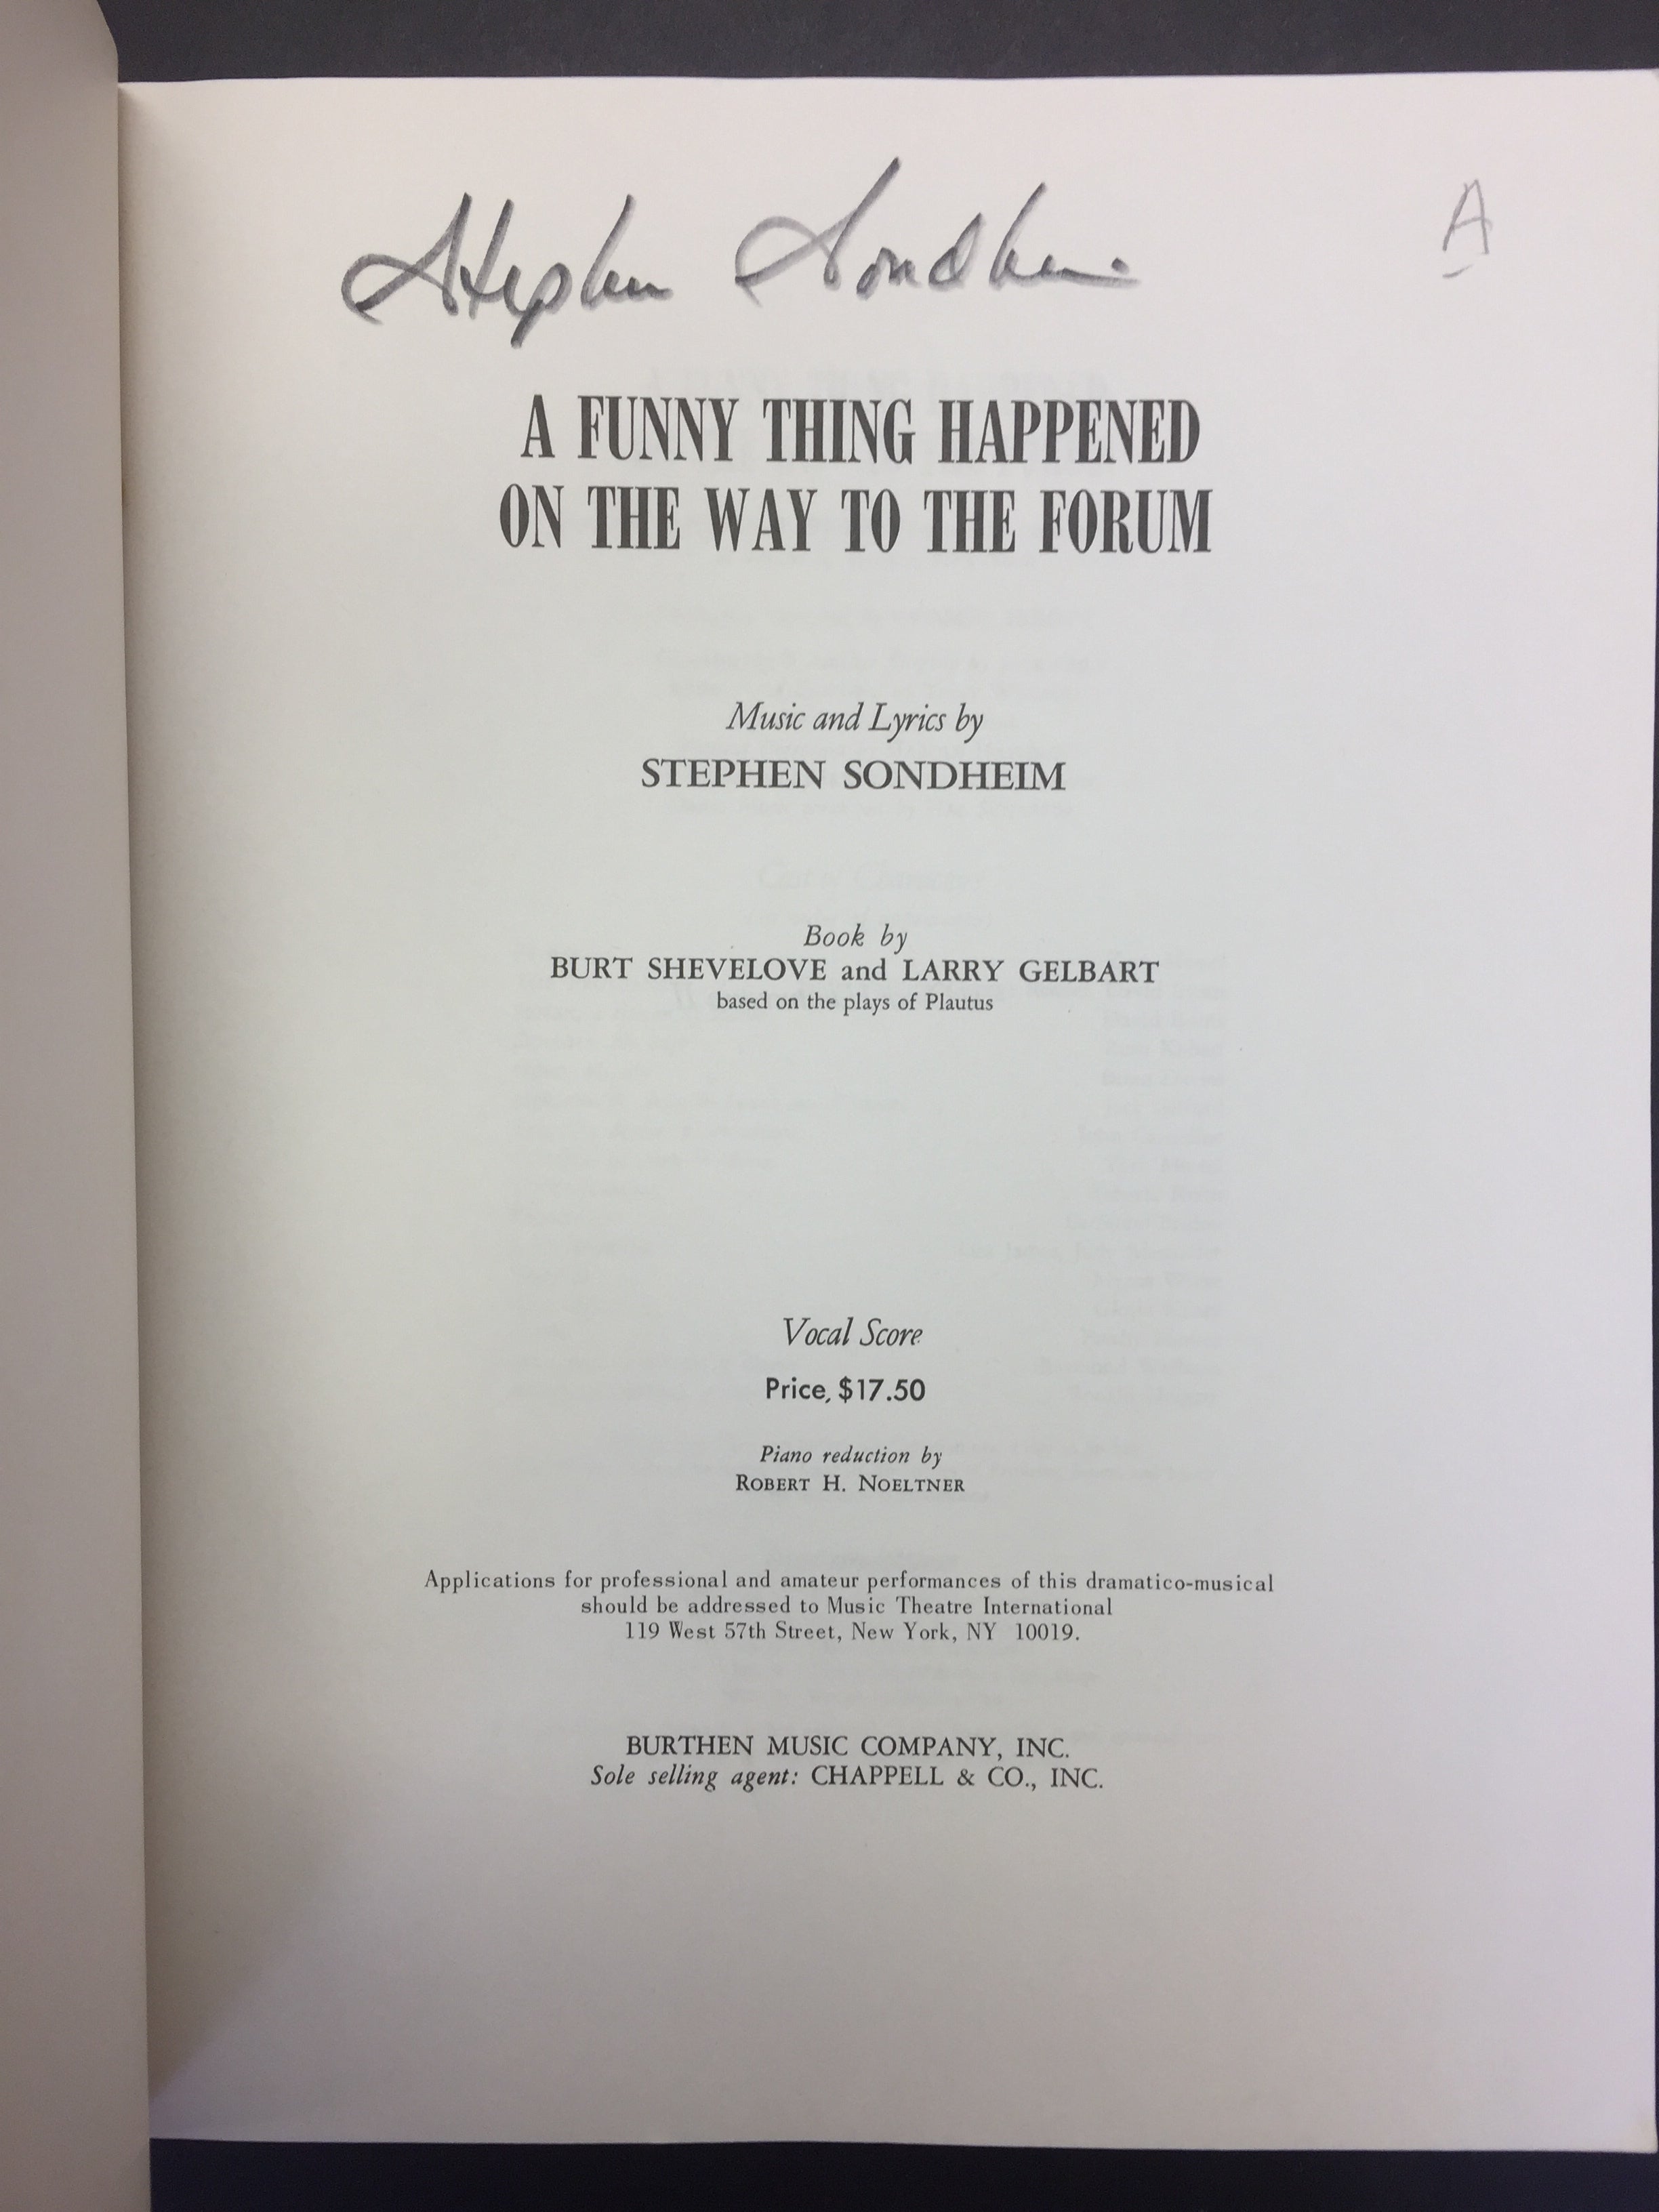 Stephen Sondheim
A
A FUNNY THING HAPPENED
ON THE WAY TO THE FORUM
Music and Lyrics by
STEPHEN SONDHEIM
Book by
BURT SHEVELOVE and LARRY GELBART
based on the plays of Plautus
Vocal Score
Price, $17.50
Piano reduction by
ROBERT H. NOELTNER
Applications for professional and amateur performances of this dramatico-musical
should be addressed to Music Theatre International
119 West 57th Street, New York, NY 10019.
BURTHEN MUSIC COMPANY, INC.
Sole selling agent: CHAPPELL & CO., INC.